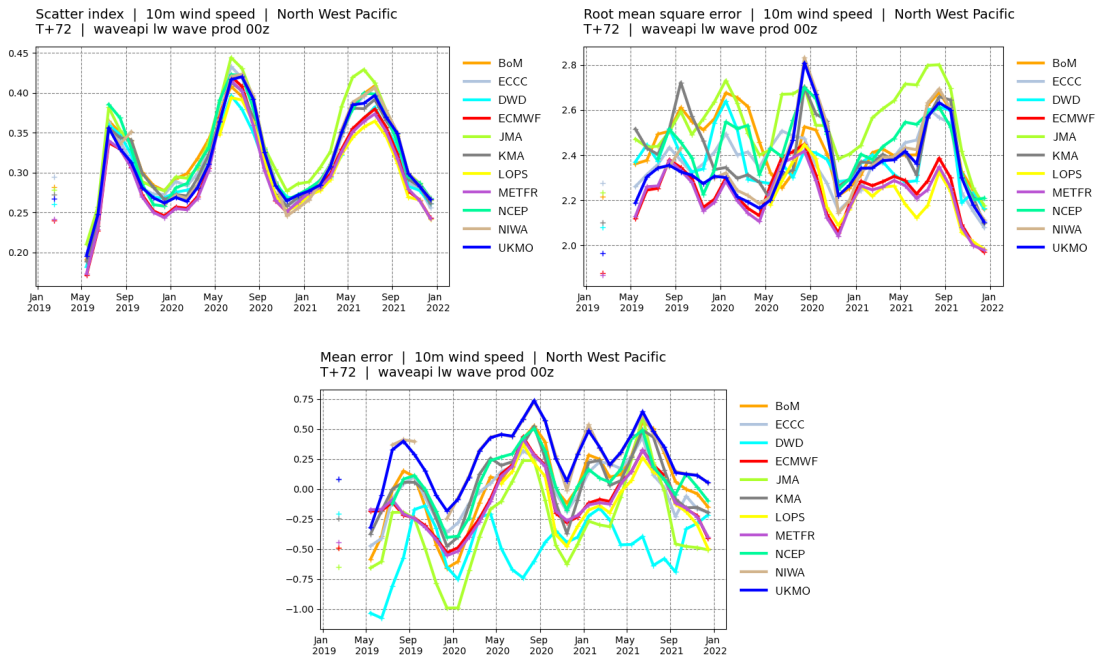 Scatter index  |  10m wind speed  |  North West Pacific
T+72  |  waveapi lw wave prod 00z
0.45
0.40
0.35
0.30
0.25
0.20
Jan 2019
May 2019
Sep 2019
Jan 2020
May 2020
Sep 2020
Jan 2021
May 2021
Sep 2021
Jan 2022
BoM
ECCC
DWD
ECMWF
JMA
KMA
LOPS
METFR
NCEP
NIWA
UKMO
Root mean square error  |  10m wind speed  |  North West Pacific
T+72  |  waveapi lw wave prod 00z
2.8
2.6
2.4
2.2
2.0
Jan 2019
May 2019
Sep 2019
Jan 2020
May 2020
Sep 2020
Jan 2021
May 2021
Sep 2021
Jan 2022
BoM
ECCC
DWD
ECMWF
JMA
KMA
LOPS
METFR
NCEP
NIWA
UKMO
Mean error  |  10m wind speed  |  North West Pacific
T+72  |  waveapi lw wave prod 00z
0.75
0.50
0.25
0.00
−0.25
−0.50
−0.75
−1.00
Jan 2019
May 2019
Sep 2019
Jan 2020
May 2020
Sep 2020
Jan 2021
May 2021
Sep 2021
Jan 2022
BoM
ECCC
DWD
ECMWF
JMA
KMA
LOPS
METFR
NCEP
NIWA
UKMO